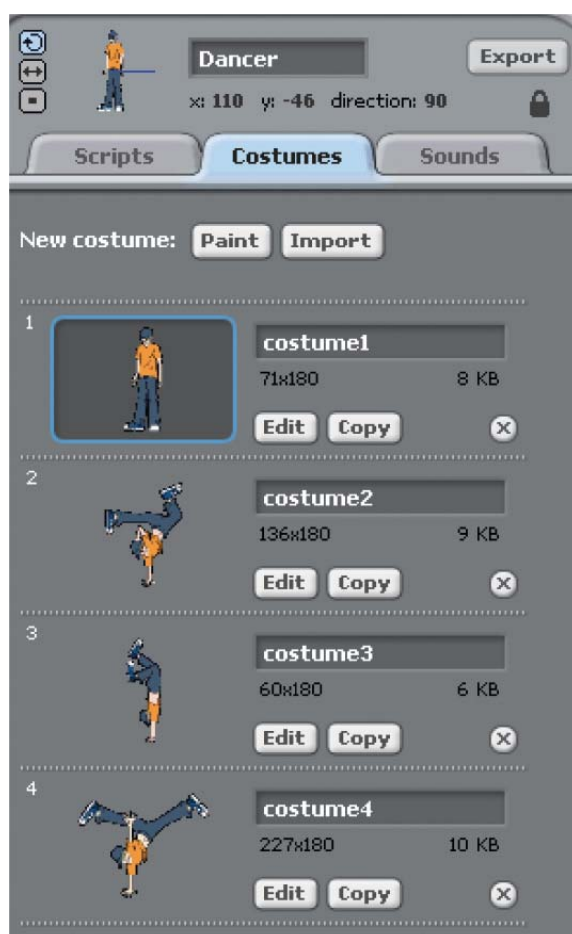 Dancer Export
x: 110 y: -46 direction: 90
Scripts Costumes Sounds
New costume: Paint Import
1
costume1
71x180 8 KB
Edit Copy
2
costume2
136x180 9 KB
Edit Copy
3
costume3
60x180 6 KB
Edit Copy
4
costume4
227x180 10 KB
Edit Copy